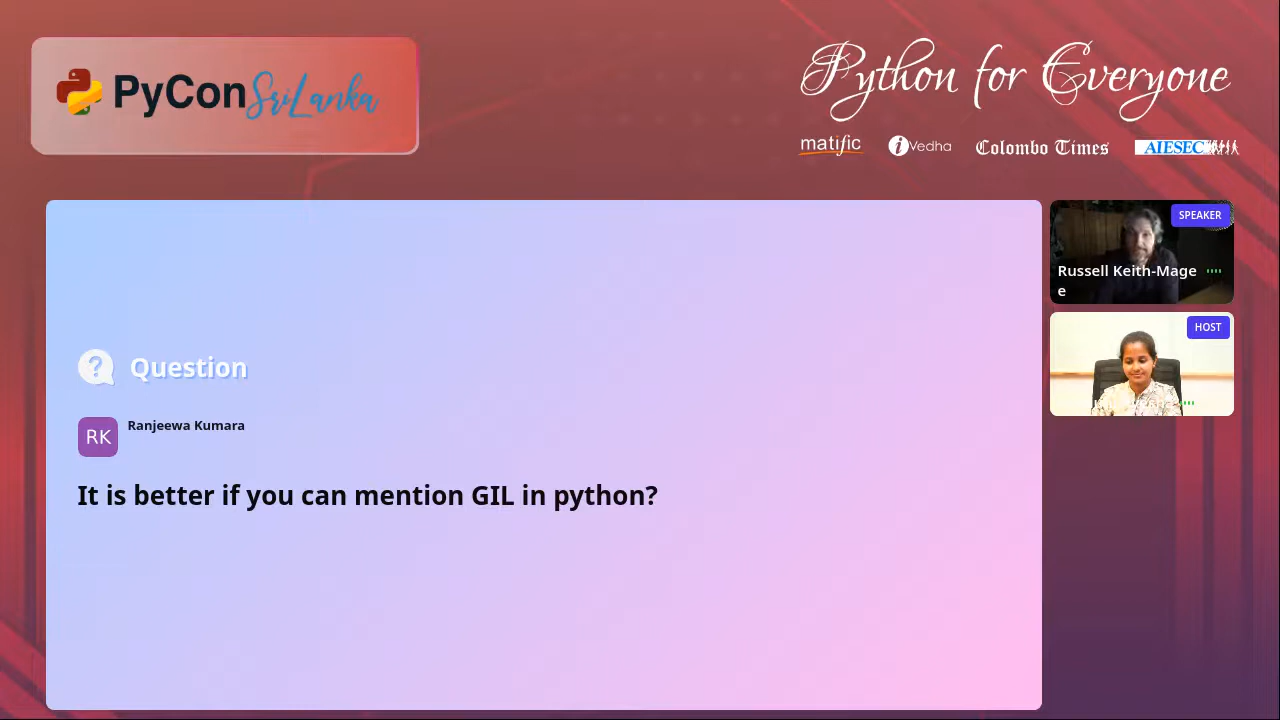 PyCon SriLanka
Python for Everyone
matific
iVedha
Colombo Times
AIESEC
SPEAKER
Russell Keith-Mage
e
HOST
Question
RK
Ranjeewa Kumara
It is better if you can mention GIL in python?